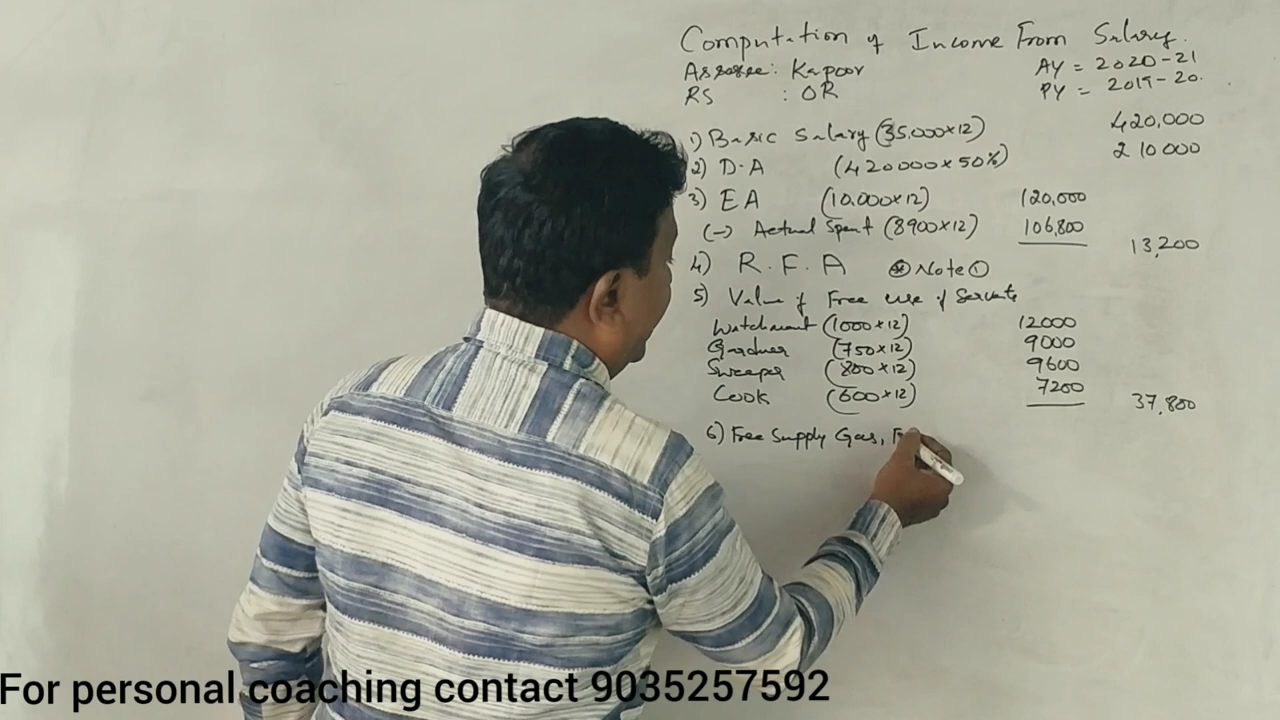 Computation of Income From Salary.
Assesee: Kapoor AY = 2020-21
RS : OR PY = 2019-20.
1) Basic Salary (35.000×12) 420,000
2) D.A (420000×50%) 210000
3) EA (10.000×12) 120,000
(-) Actual Spent (8900×12) 106,800 13,200
4) R.F.A ⊛ Note ①
5) Value of Free use of Servants
Watchmant (1000×12) 12000
Gardner (750×12) 9000
Sweeper (800×12) 9600
Cook (600×12) 7200 37,800
6) Free Supply Gas,
For personal coaching contact 9035257592